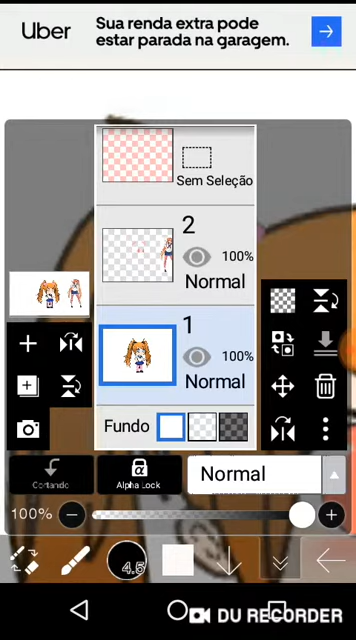 Uber
Sua renda extra pode
estar parada na garagem.
Sem Seleção
2
100%
Normal
1
100%
Normal
Fundo
Cortando
α
Alpha Lock
Normal
100%
4.5
DU RECORDER